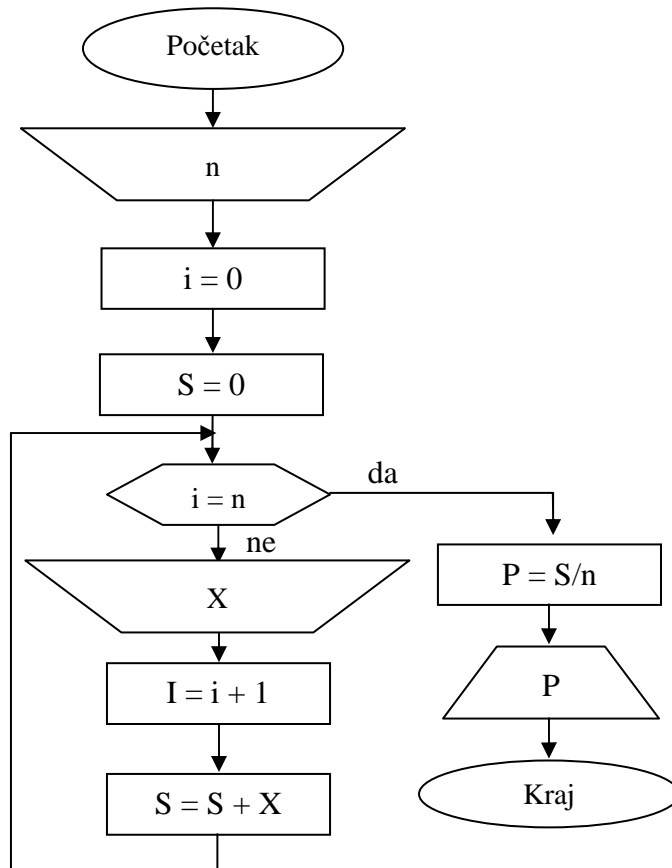 Početak
n
i = 0
S = 0
i = n
da
ne
X
I = i + 1
S = S + X
P = S/n
P
Kraj